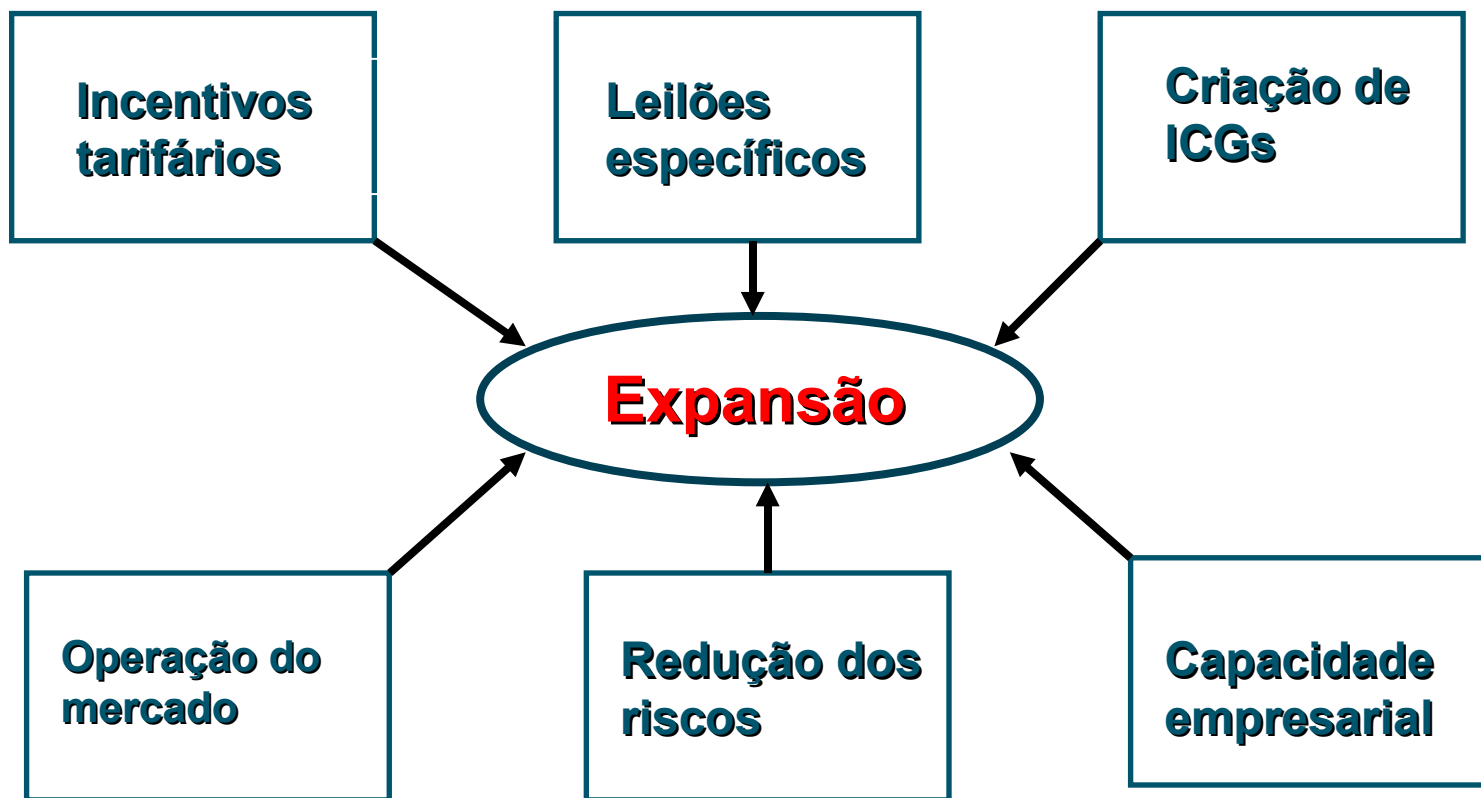 Incentivos
tarifários
Leilões
específicos
Criação de
ICGs
Expansão
Operação do
mercado
Redução dos
riscos
Capacidade
empresarial